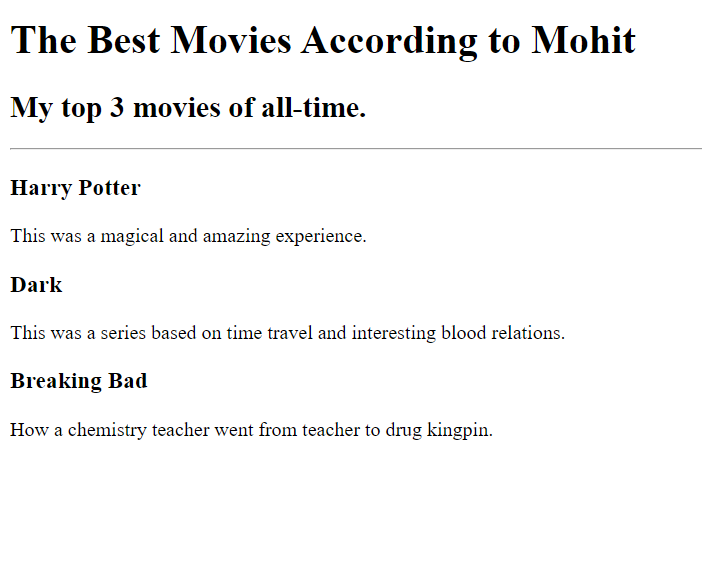 The Best Movies According to Mohit
My top 3 movies of all-time.
Harry Potter
This was a magical and amazing experience.
Dark
This was a series based on time travel and interesting blood relations.
Breaking Bad
How a chemistry teacher went from teacher to drug kingpin.